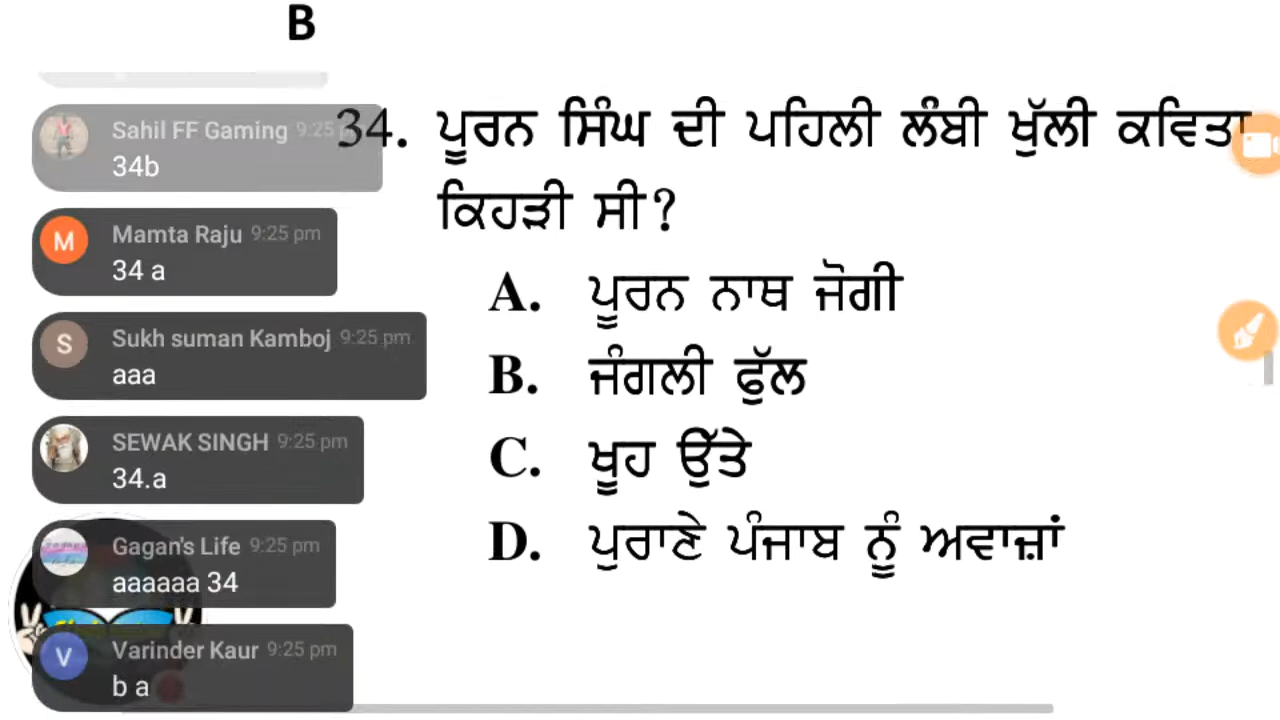 B
34. ਪੂਰਨ ਸਿੰਘ ਦੀ ਪਹਿਲੀ ਲੰਬੀ ਖੁੱਲੀ ਕਵਿਤਾ
ਕਿਹੜੀ ਸੀ?
A. ਪੂਰਨ ਨਾਥ ਜੋਗੀ
B. ਜੰਗਲੀ ਫੁੱਲ
C. ਖੂਹ ਉੱਤੇ
D. ਪੁਰਾਣੇ ਪੰਜਾਬ ਨੂੰ ਅਵਾਜ਼ਾਂ
Sahil FF Gaming 9:25
34b
M
Mamta Raju 9:25 pm
34 a
S
Sukh suman Kamboj 9:25 pm
aaa
SEWAK SINGH 9:25 pm
34.a
Gagan's Life 9:25 pm
aaaaaa 34
V
Varinder Kaur 9:25 pm
b a